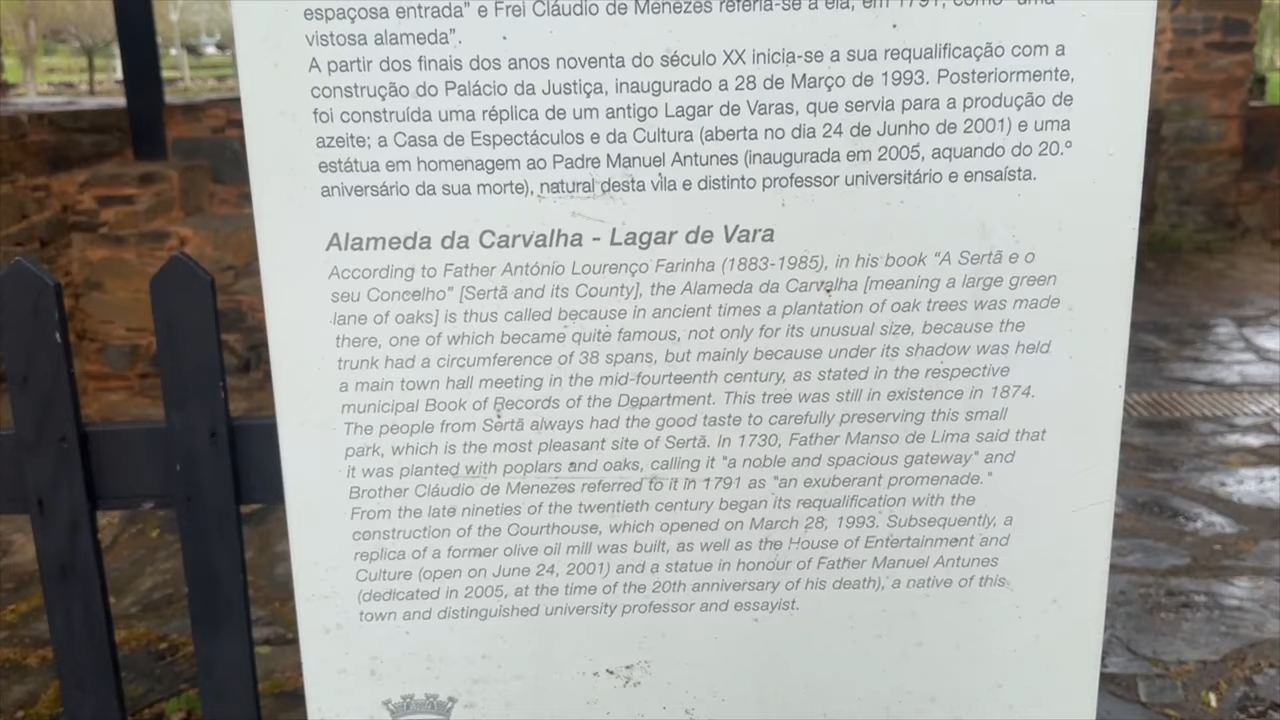 espaçosa entrada” e Frei Cláudio de Menezes referia-se a ela, em 1791, como “uma
vistosa alameda”.
A partir dos finais dos anos noventa do século XX inicia-se a sua requalificação com a
construção do Palácio da Justiça, inaugurado a 28 de Março de 1993. Posteriormente,
foi construída uma réplica de um antigo Lagar de Varas, que servia para a produção de
azeite; a Casa de Espectáculos e da Cultura (aberta no dia 24 de Junho de 2001) e uma
estátua em homenagem ao Padre Manuel Antunes (inaugurada em 2005, aquando do 20.º
aniversário da sua morte), natural desta vila e distinto professor universitário e ensaísta.
Alameda da Carvalha - Lagar de Vara
According to Father António Lourenço Farinha (1883-1985), in his book “A Sertã e o
seu Concelho” [Sertã and its County], the Alameda da Carvalha [meaning a large green
lane of oaks] is thus called because in ancient times a plantation of oak trees was made
there, one of which became quite famous, not only for its unusual size, because the
trunk had a circumference of 38 spans, but mainly because under its shadow was held
a main town hall meeting in the mid-fourteenth century, as stated in the respective
municipal Book of Records of the Department. This tree was still in existence in 1874.
The people from Sertã always had the good taste to carefully preserving this small
park, which is the most pleasant site of Sertã. In 1730, Father Manso de Lima said that
it was planted with poplars and oaks, calling it "a noble and spacious gateway" and
Brother Cláudio de Menezes referred to it in 1791 as "an exuberant promenade."
From the late nineties of the twentieth century began its requalification with the
construction of the Courthouse, which opened on March 28, 1993. Subsequently, a
replica of a former olive oil mill was built, as well as the House of Entertainment and
Culture (open on June 24, 2001) and a statue in honour of Father Manuel Antunes
(dedicated in 2005, at the time of the 20th anniversary of his death), a native of this
town and distinguished university professor and essayist.